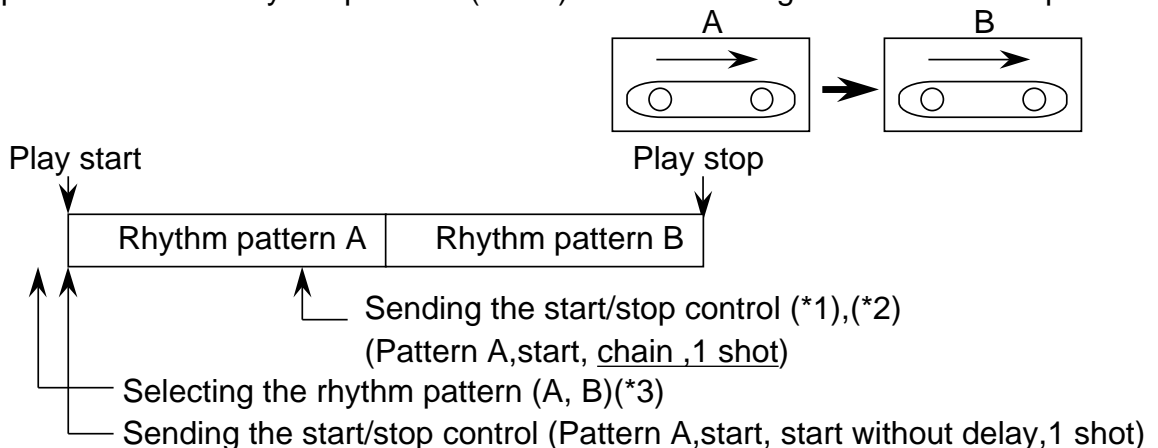 A B
Play start Play stop
Rhythm pattern A Rhythm pattern B
Sending the start/stop control (*1),(*2)
(Pattern A,start, chain ,1 shot)
Selecting the rhythm pattern (A, B)(*3)
Sending the start/stop control (Pattern A,start, start without delay,1 shot)